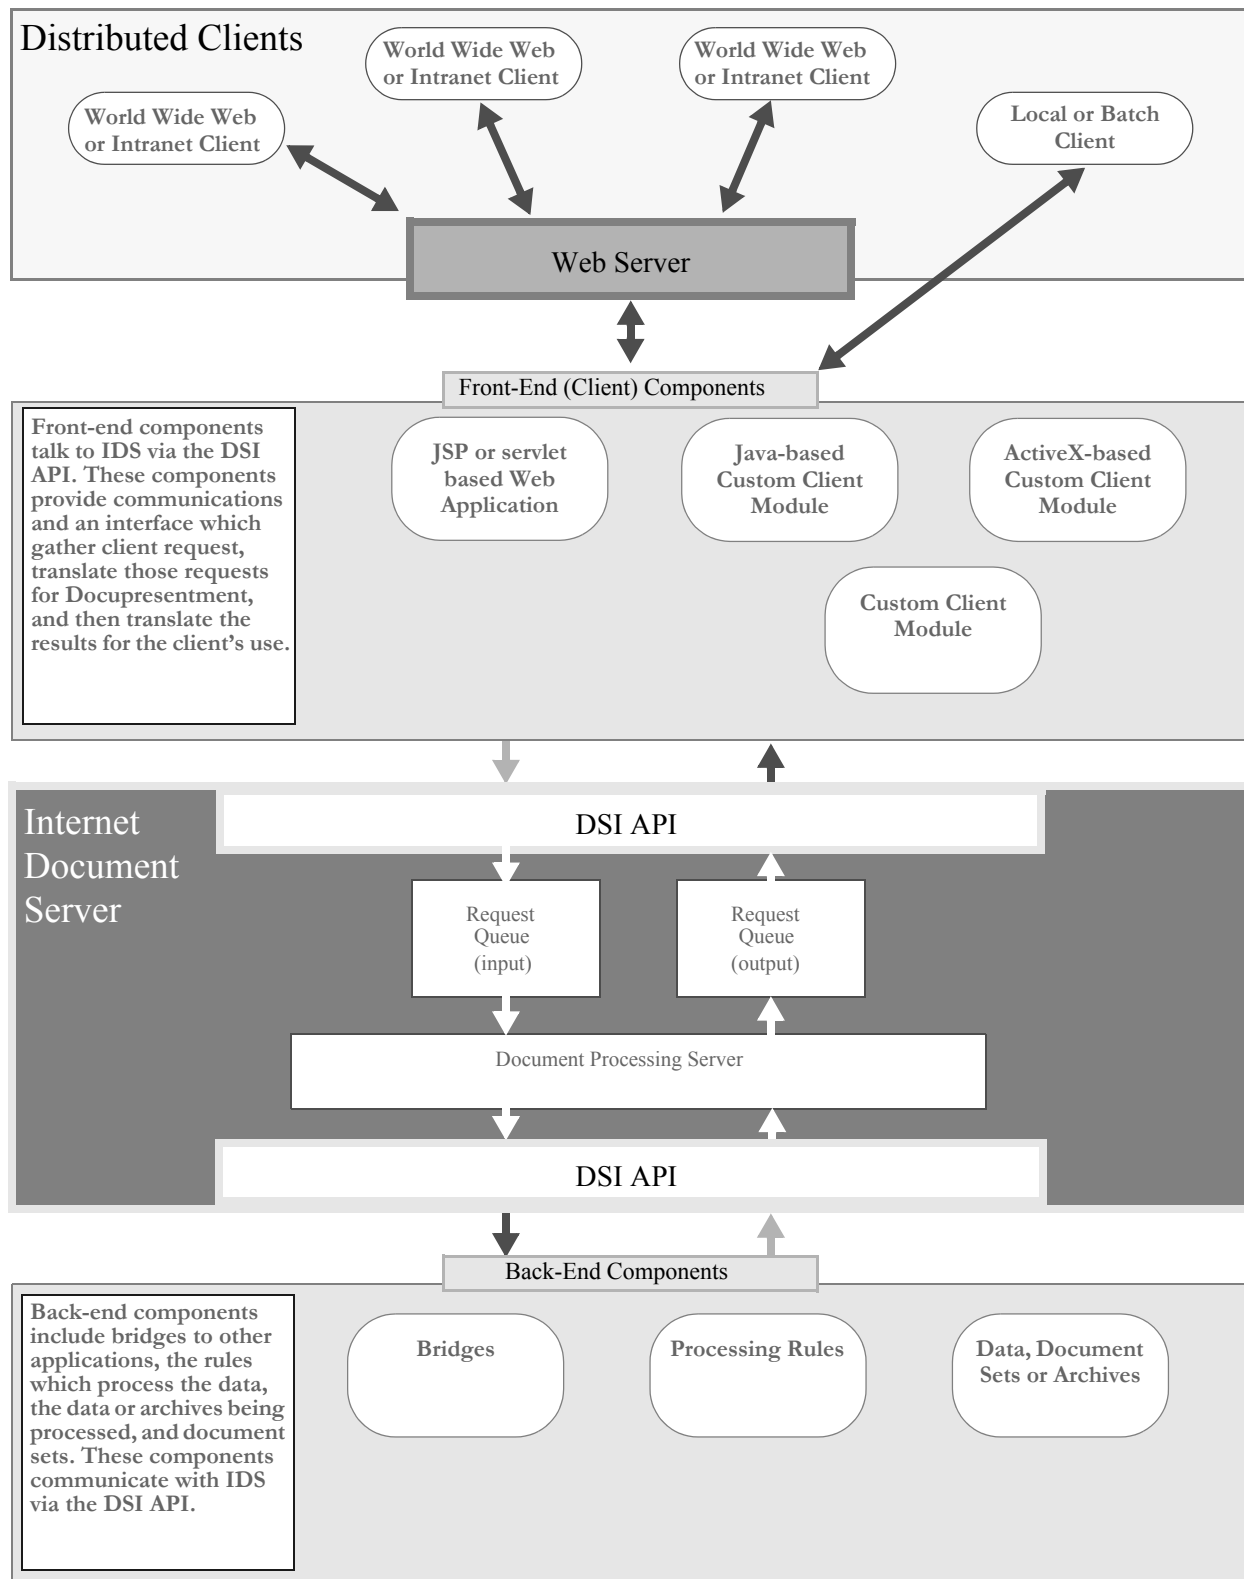 Distributed Clients
World Wide Web
or Intranet Client
World Wide Web
or Intranet Client
World Wide Web
or Intranet Client
Local or Batch
Client
Web Server
Front-End (Client) Components
Front-end components
talk to IDS via the DSI
API. These components
provide communications
and an interface which
gather client request,
translate those requests
for Docupresentment,
and then translate the
results for the client's use.
JSP or servlet
based Web
Application
Java-based
Custom Client
Module
ActiveX-based
Custom Client
Module
Custom Client
Module
Internet
Document
Server
DSI API
Request
Queue
(input)
Request
Queue
(output)
Document Processing Server
DSI API
Back-End Components
Back-end components
include bridges to other
applications, the rules
which process the data,
the data or archives being
processed, and document
sets. These components
communicate with IDS
via the DSI API.
Bridges
Processing Rules
Data, Document
Sets or Archives